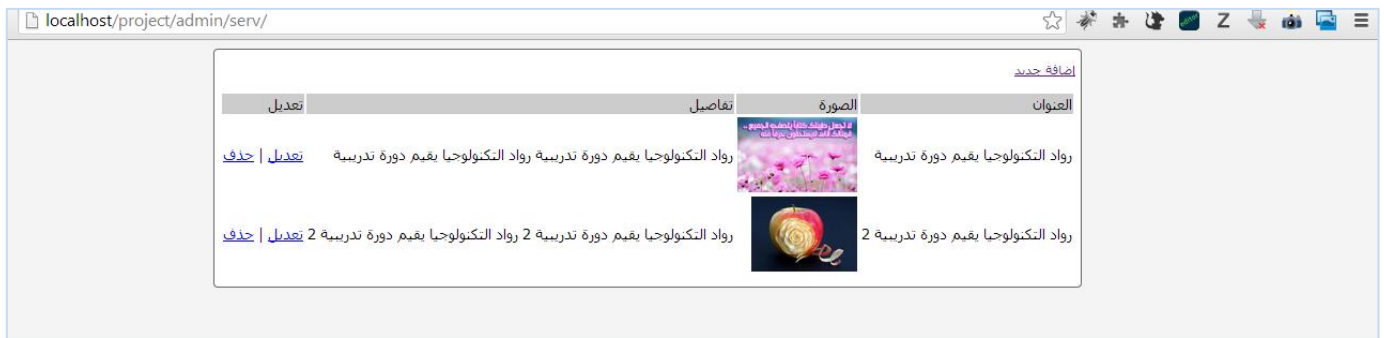 localhost/project/admin/serv/
Z
إضافة جديد
العنوان الصورة تفاصيل تعديل
رواد التكنولوجيا يقيم دورة تدريبية رواد التكنولوجيا يقيم دورة تدريبية رواد التكنولوجيا يقيم دورة تدريبية تعديل | حذف
رواد التكنولوجيا يقيم دورة تدريبية 2 رواد التكنولوجيا يقيم دورة تدريبية 2 رواد التكنولوجيا يقيم دورة تدريبية 2 تعديل | حذف